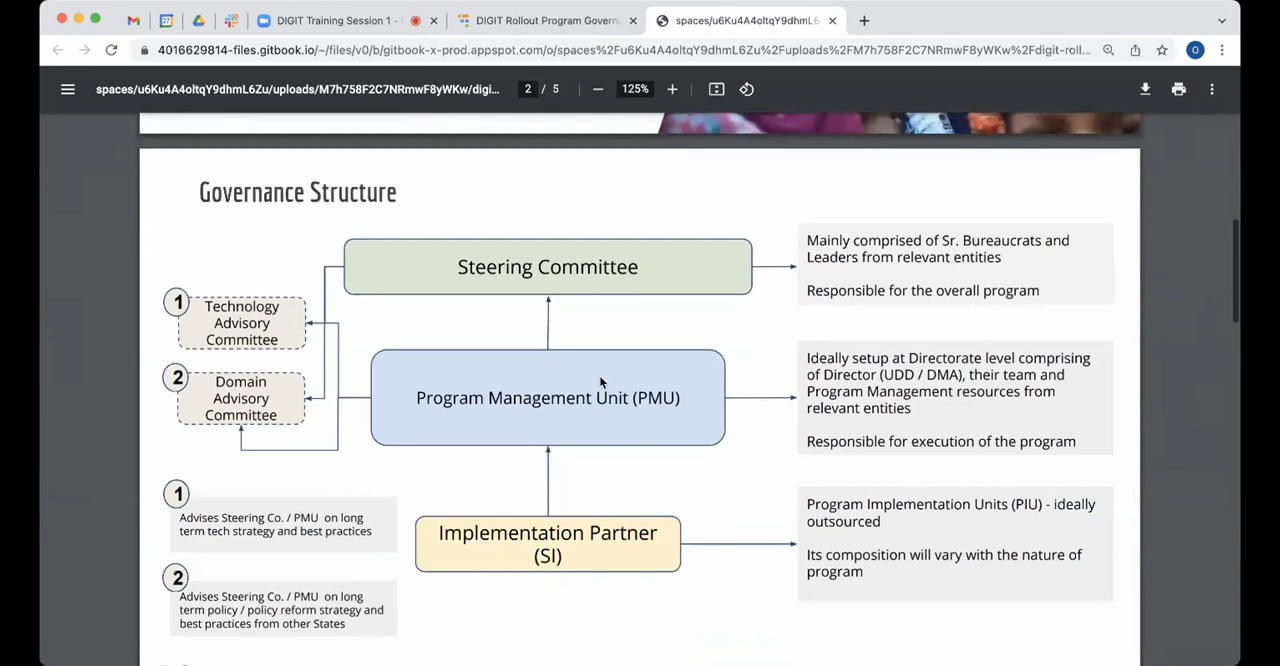 DIGIT Training Session 1 -
DIGIT Rollout Program Govern
spaces/u6Ku4A4oltqY9dhmL6
4016629814-files.gitbook.io/~/files/v0/b/gitbook-x-prod.appspot.com/o/spaces%2Fu6Ku4A4oltqY9dhmL6Zu%2Fuploads%2FM7h758F2C7NRmwF8yWKw%2Fdigit-roll...
O
spaces/u6Ku4A4oltqY9dhmL6Zu/uploads/M7h758F2C7NRmwF8yWKw/digi...
2 / 5
125%
Governance Structure
Steering Committee
Mainly comprised of Sr. Bureaucrats and
Leaders from relevant entities
Responsible for the overall program
1
Technology
Advisory
Committee
2
Domain
Advisory
Committee
Program Management Unit (PMU)
Ideally setup at Directorate level comprising
of Director (UDD / DMA), their team and
Program Management resources from
relevant entities
Responsible for execution of the program
1
Advises Steering Co. / PMU on long
term tech strategy and best practices
Implementation Partner
(SI)
Program Implementation Units (PIU) - ideally
outsourced
Its composition will vary with the nature of
program
2
Advises Steering Co. / PMU on long
term policy / policy reform strategy and
best practices from other States